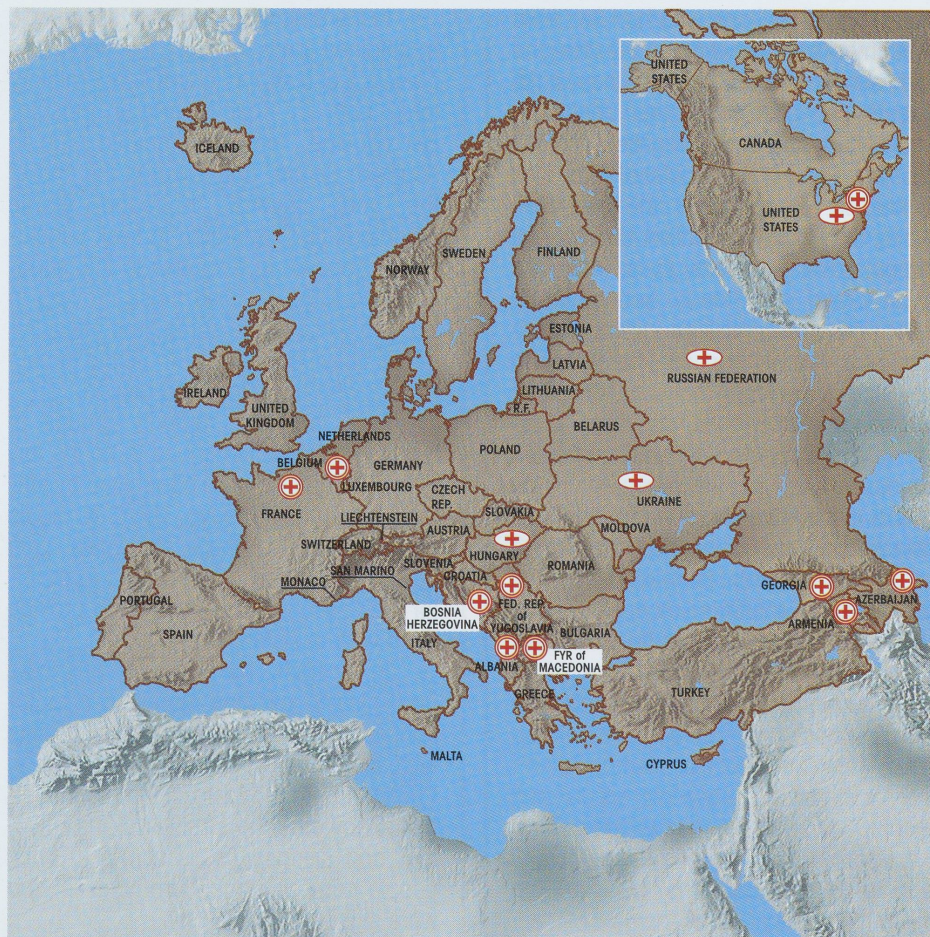 UNITED
STATES
CANADA
UNITED
STATES
ICELAND
NORWAY
SWEDEN
FINLAND
ESTONIA
LATVIA
LITHUANIA
R.F.
RUSSIAN FEDERATION
IRELAND
UNITED
KINGDOM
NETHERLANDS
BELARUS
POLAND
BELGIUM
GERMANY
LUXEMBOURG
CZECH
REP.
UKRAINE
FRANCE
SLOVAKIA
LIECHTENSTEIN
AUSTRIA
MOLDOVA
SWITZERLAND
HUNGARY
SLOVENIA
ROMANIA
SAN MARINO
CROATIA
MONACO
GEORGIA
AZERBAIJAN
PORTUGAL
FED. REP.
of
YUGOSLAVIA
BOSNIA
HERZEGOVINA
ARMENIA
SPAIN
BULGARIA
ITALY
ALBANIA
FYR of
MACEDONIA
GREECE
TURKEY
MALTA
CYPRUS